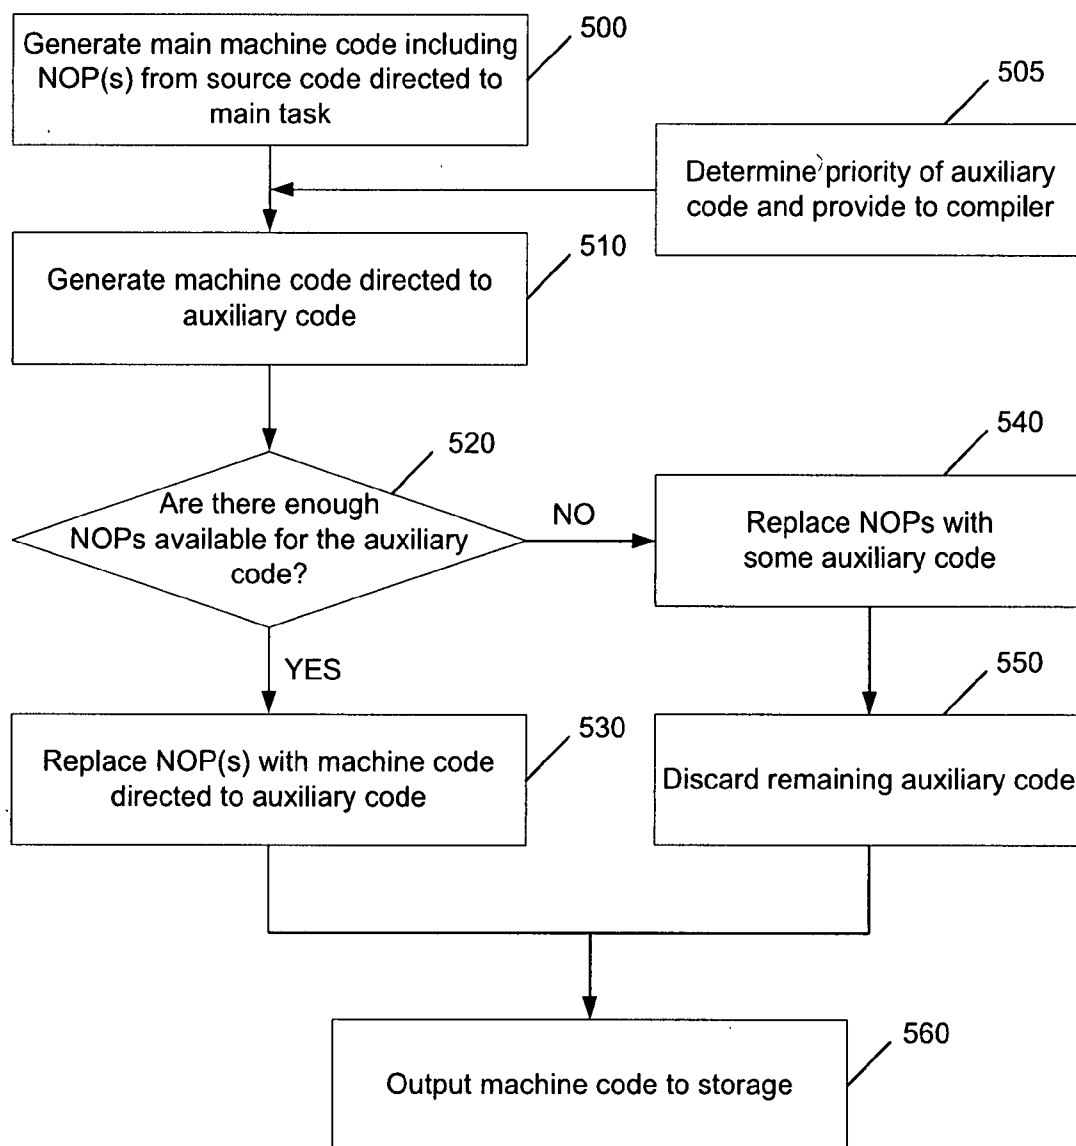 Generate main machine code including
NOP(s) from source code directed to
main task
500
505
Determine priority of auxiliary
code and provide to compiler
510
Generate machine code directed to
auxiliary code
520
Are there enough
NOPs available for the auxiliary
code?
NO
540
Replace NOPs with
some auxiliary code
YES
550
530
Replace NOP(s) with machine code
directed to auxiliary code
Discard remaining auxiliary code
560
Output machine code to storage